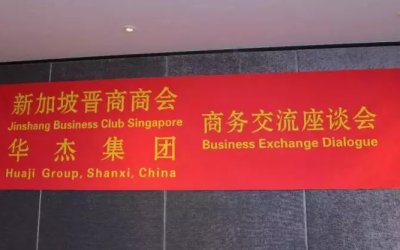 新加坡晋商商会
Jinshang Business Club Singapore
华杰集团
Huaji Group, Shanxi, China
商务交流座谈会
Business Exchange Dialogue